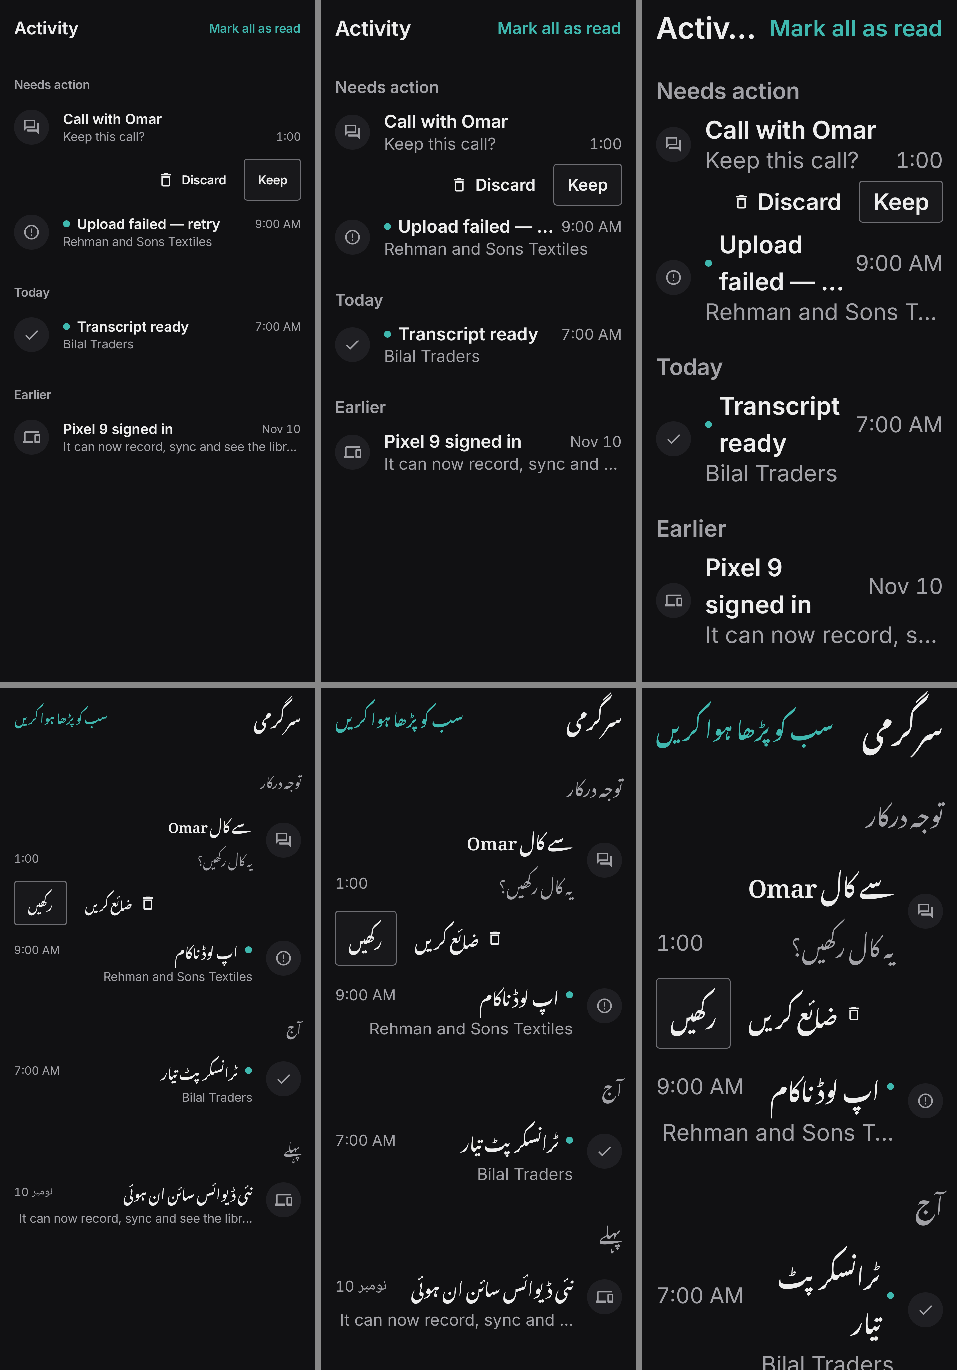 Activity
Mark all as read
Needs action
Call with Omar
Keep this call?
1:00
Discard
Keep
Upload failed — retry
9:00 AM
Rehman and Sons Textiles
Today
Transcript ready
7:00 AM
Bilal Traders
Earlier
Pixel 9 signed in
Nov 10
It can now record, sync and see the libr...
Activity
Mark all as read
Needs action
Call with Omar
Keep this call?
1:00
Discard
Keep
Upload failed — ...
9:00 AM
Rehman and Sons Textiles
Today
Transcript ready
7:00 AM
Bilal Traders
Earlier
Pixel 9 signed in
Nov 10
It can now record, sync and ...
Activ...
Mark all as read
Needs action
Call with Omar
Keep this call?
1:00
Discard
Keep
Upload
failed — ...
9:00 AM
Rehman and Sons T...
Today
Transcript
ready
7:00 AM
Bilal Traders
Earlier
Pixel 9
signed in
Nov 10
It can now record, s...
سرگرمی
سب کو پڑھا ہوا کریں
توجہ درکار
Omar سے کال
یہ کال رکھیں؟
1:00
ضائع کریں
رکھیں
اپ لوڈ ناکام
9:00 AM
Rehman and Sons Textiles
آج
ٹرانسکرپٹ تیار
7:00 AM
Bilal Traders
پہلے
نئی ڈیوائس سائن ان ہوئی
10 نومبر
It can now record, sync and see the libr...
سرگرمی
سب کو پڑھا ہوا کریں
توجہ درکار
Omar سے کال
یہ کال رکھیں؟
1:00
ضائع کریں
رکھیں
اپ لوڈ ناکام
9:00 AM
Rehman and Sons Textiles
آج
ٹرانسکرپٹ تیار
7:00 AM
Bilal Traders
پہلے
نئی ڈیوائس سائن ان ہوئی
10 نومبر
It can now record, sync and ...
سرگرمی
سب کو پڑھا ہوا کریں
توجہ درکار
Omar سے کال
یہ کال رکھیں؟
1:00
ضائع کریں
رکھیں
اپ لوڈ ناکام
9:00 AM
Rehman and Sons T...
آج
ٹرانسکرپٹ
تیار
7:00 AM
Bilal Traders